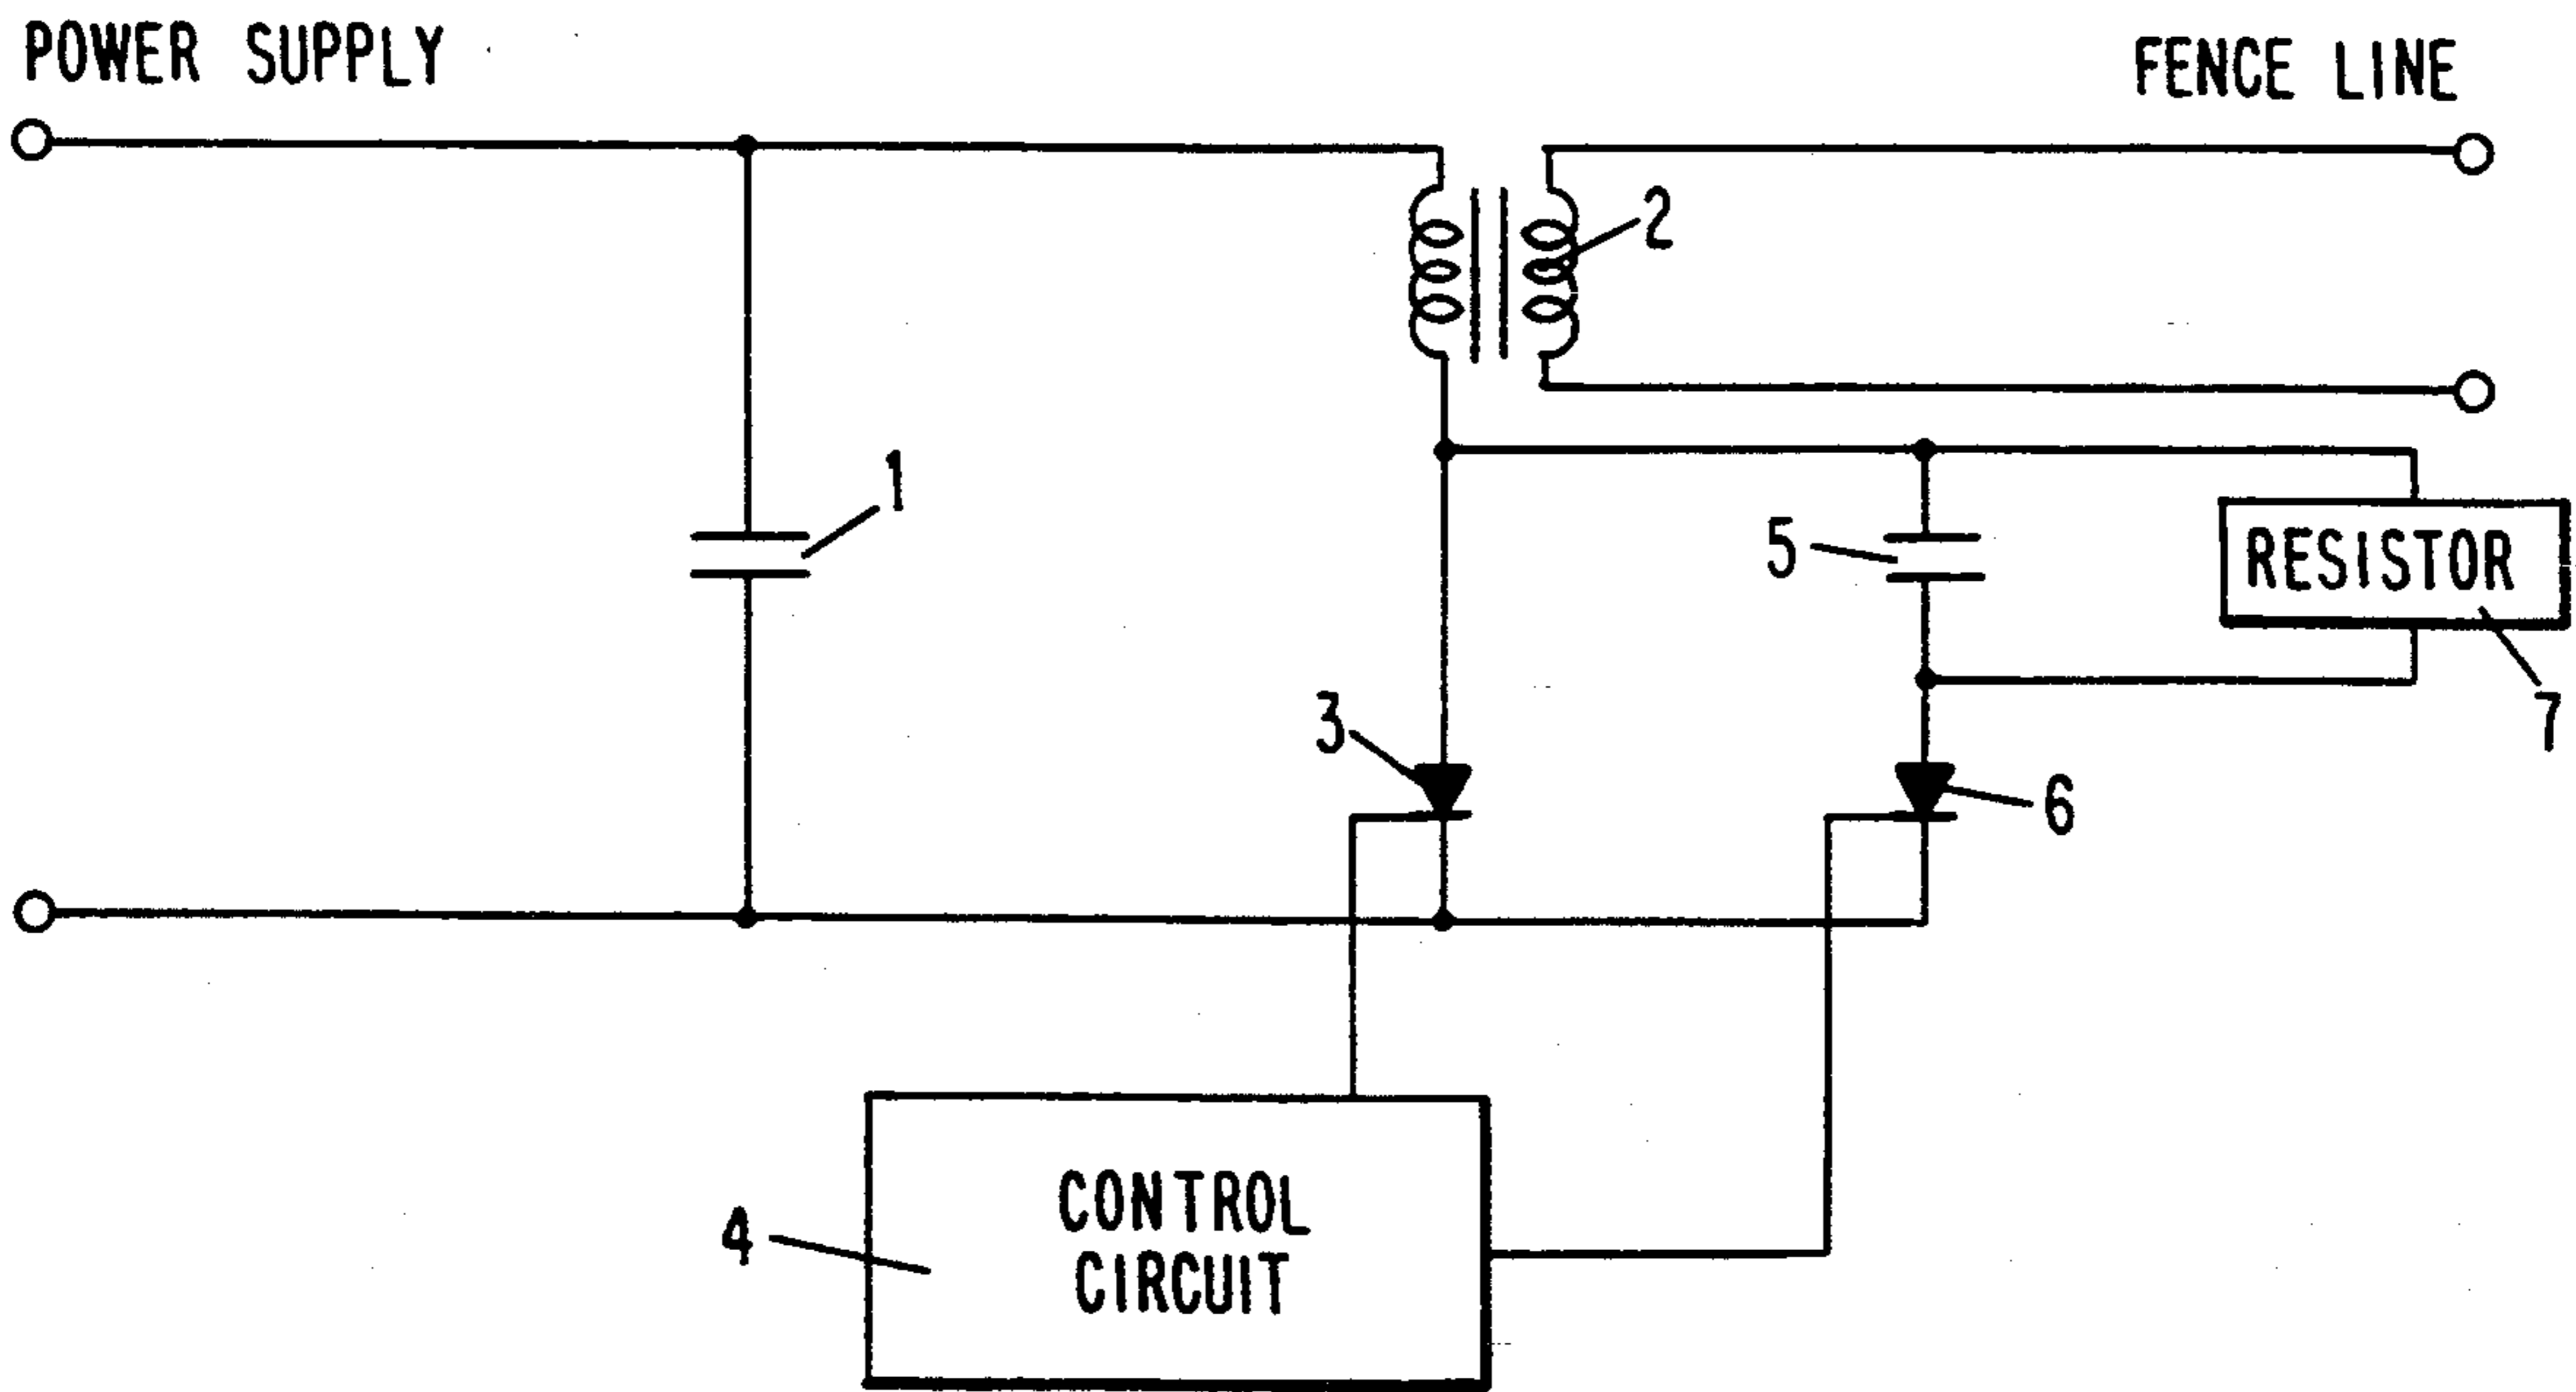 POWER SUPPLY
FENCE LINE
2
1
5
RESISTOR
3
7
6
4
CONTROL
CIRCUIT